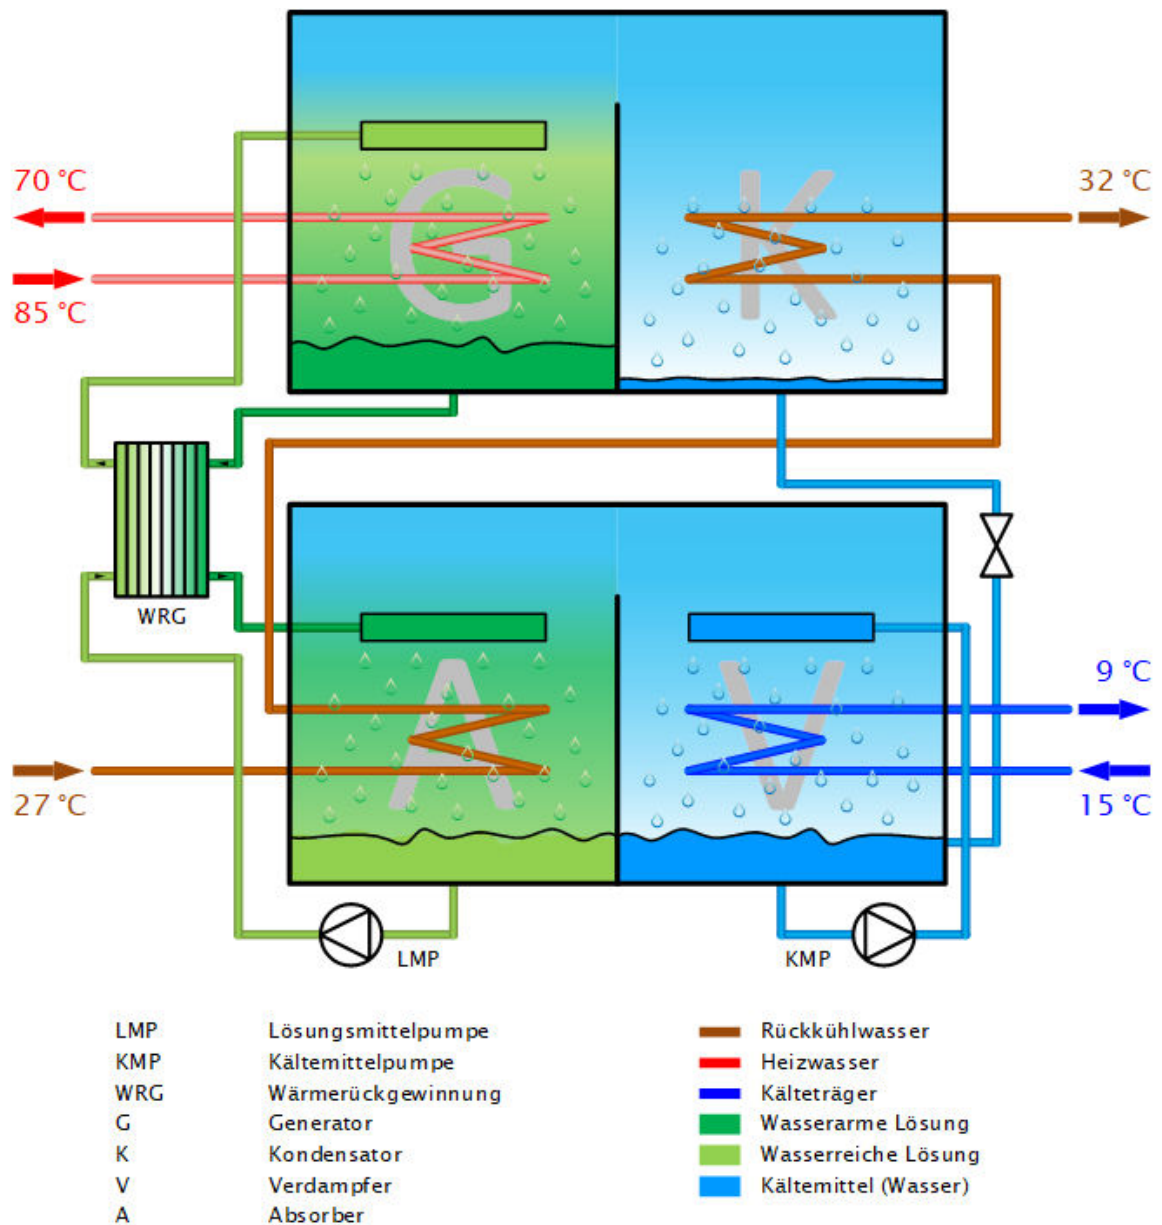 G
K
70 °C
32 °C
85 °C
WRG
A
V
9 °C
27 °C
15 °C
LMP
KMP
LMP Lösungsmittelpumpe
KMP Kältemittelpumpe
WRG Wärmerückgewinnung
G Generator
K Kondensator
V Verdampfer
A Absorber
Rückkühlwasser
Heizwasser
Kälteträger
Wasserarme Lösung
Wasserreiche Lösung
Kältemittel (Wasser)